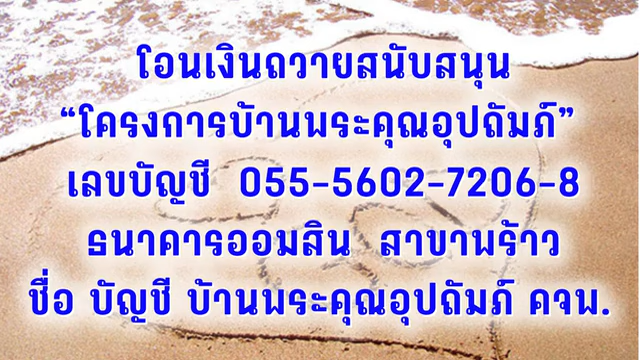 โอนเงินถวายสนับสนุน
“โครงการบ้านพระคุณอุปถัมภ์”
เลขบัญชี 055-5602-7206-8
ธนาคารออมสิน สาขาพร้าว
ชื่อ บัญชี บ้านพระคุณอุปถัมภ์ คจพ.